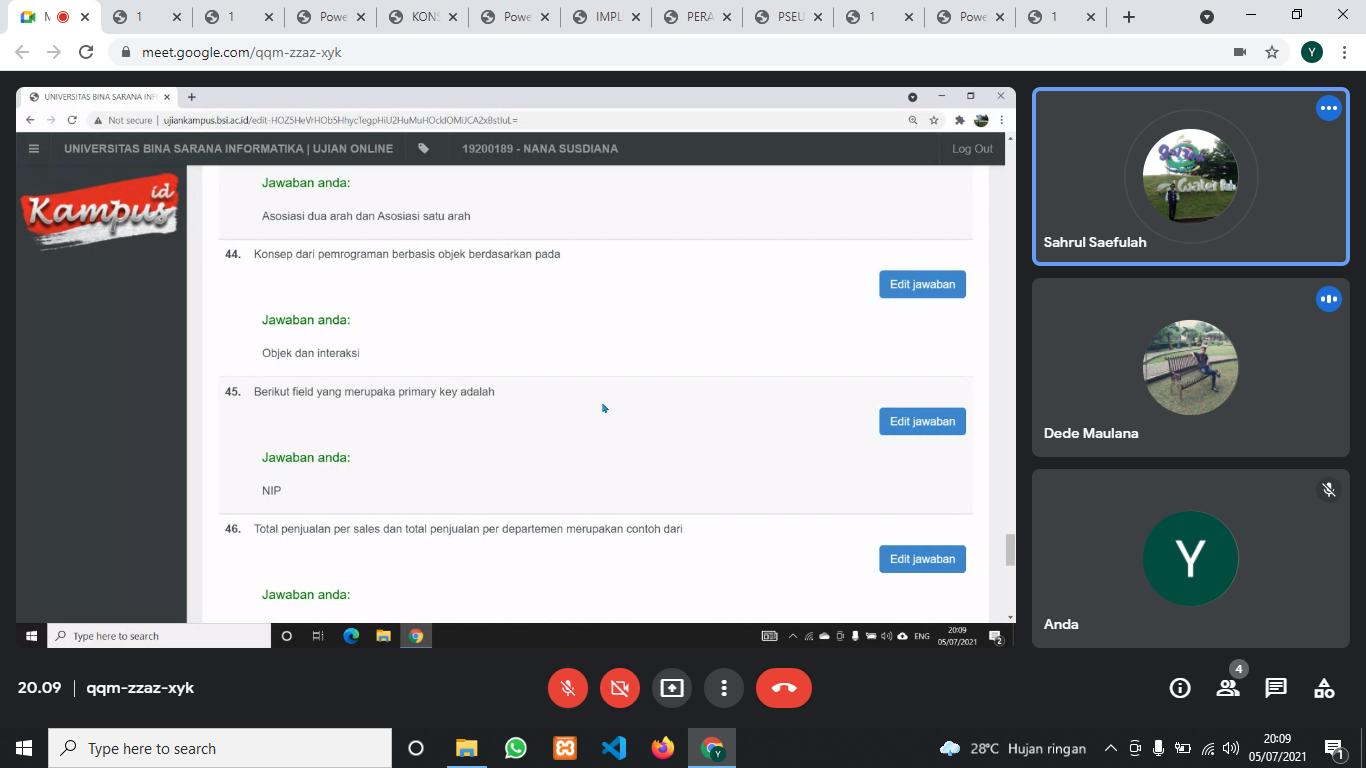 M
1
1
Powe
KONS
Powe
IMPL
PERA
PSEU
1
Powe
1
meet.google.com/qqm-zzaz-xyk
Y
UNIVERSITAS BINA SARANA INF
Not secure | ujiankampus.bsi.ac.id/
UNIVERSITAS BINA SARANA INFORMATIKA | UJIAN ONLINE
19200189 - NANA SUSDIANA
Log Out
Kampus id
Jawaban anda:
Asosiasi dua arah dan Asosiasi satu arah
44. Konsep dari pemrograman berbasis objek berdasarkan pada
Edit jawaban
Jawaban anda:
Objek dan interaksi
45. Berikut field yang merupaka primary key adalah
Edit jawaban
Jawaban anda:
NIP
46. Total penjualan per sales dan total penjualan per departemen merupakan contoh dari
Edit jawaban
Jawaban anda:
Type here to search
ENG
20:09
05/07/2021
2
Sahrul Saefulah
Dede Maulana
Y
Anda
20.09 | qqm-zzaz-xyk
4
Type here to search
28°C Hujan ringan
20:09
05/07/2021
1